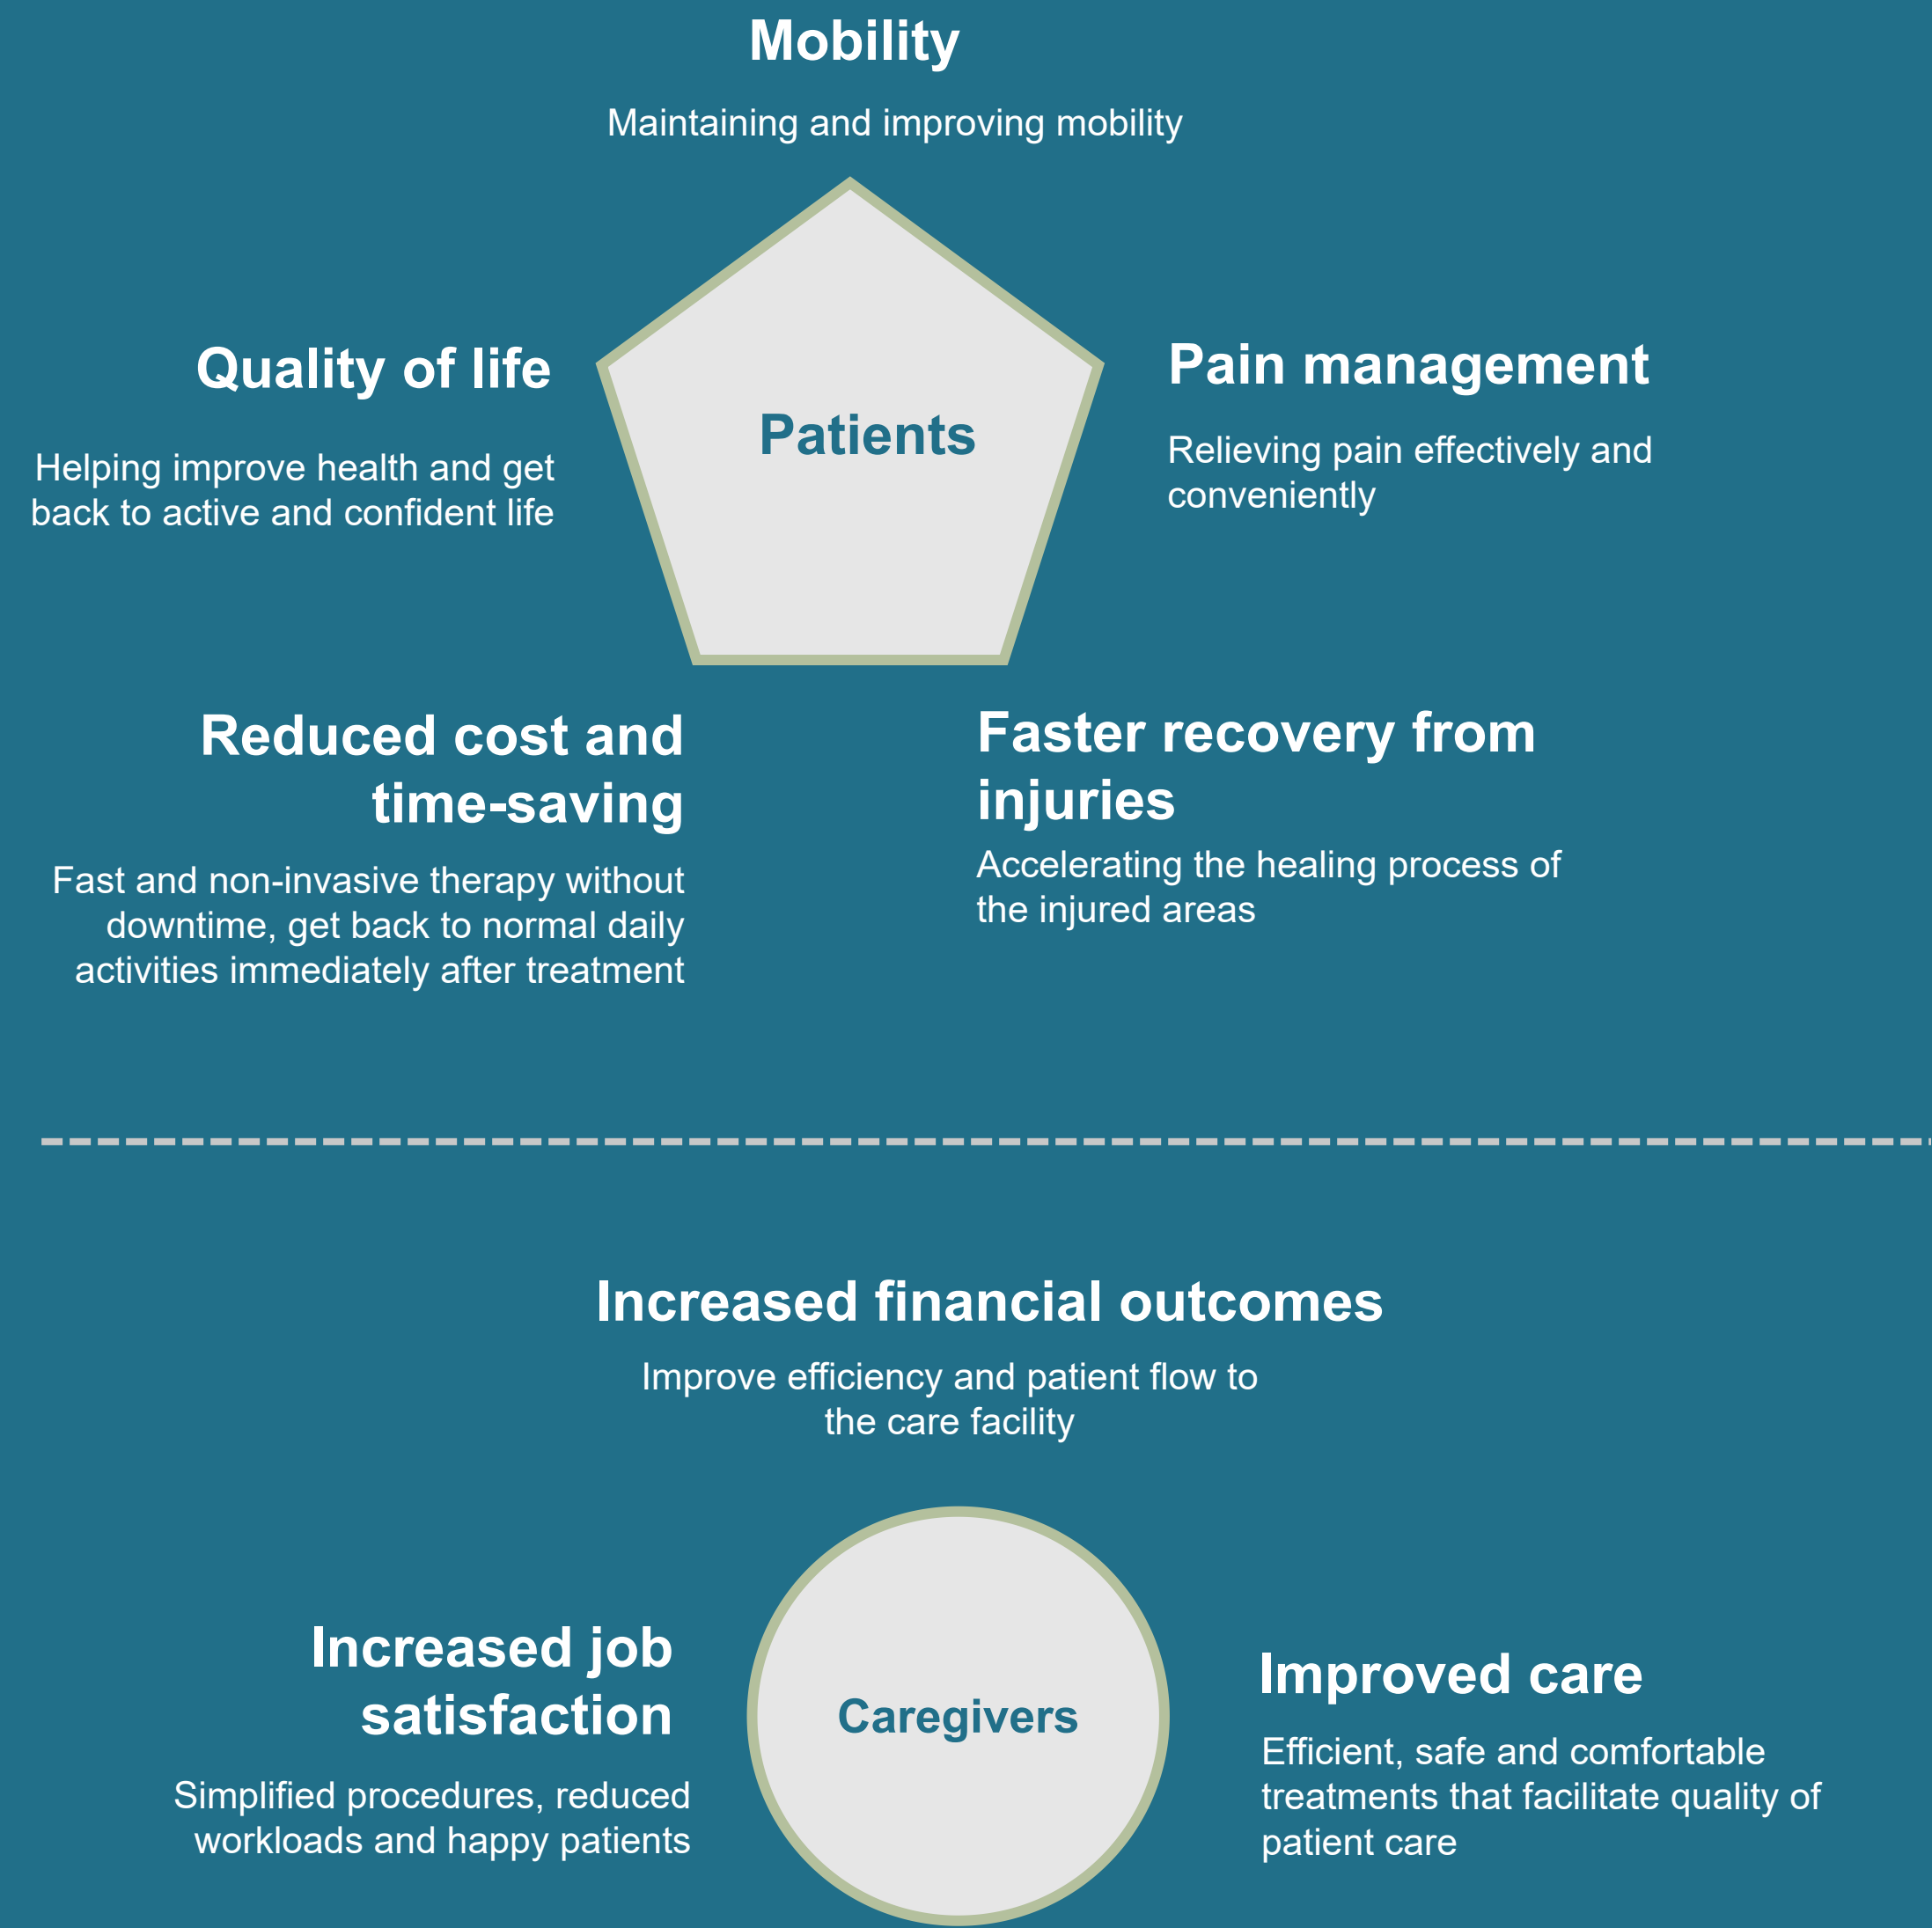 Mobility
Maintaining and improving mobility
Quality of life
Helping improve health and get
back to active and confident life
Patients
Pain management
Relieving pain effectively and
conveniently
Reduced cost and
time-saving
Fast and non-invasive therapy without
downtime, get back to normal daily
activities immediately after treatment
Faster recovery from
injuries
Accelerating the healing process of
the injured areas
Increased financial outcomes
Improve efficiency and patient flow to
the care facility
Increased job
satisfaction
Simplified procedures, reduced
workloads and happy patients
Caregivers
Improved care
Efficient, safe and comfortable
treatments that facilitate quality of
patient care